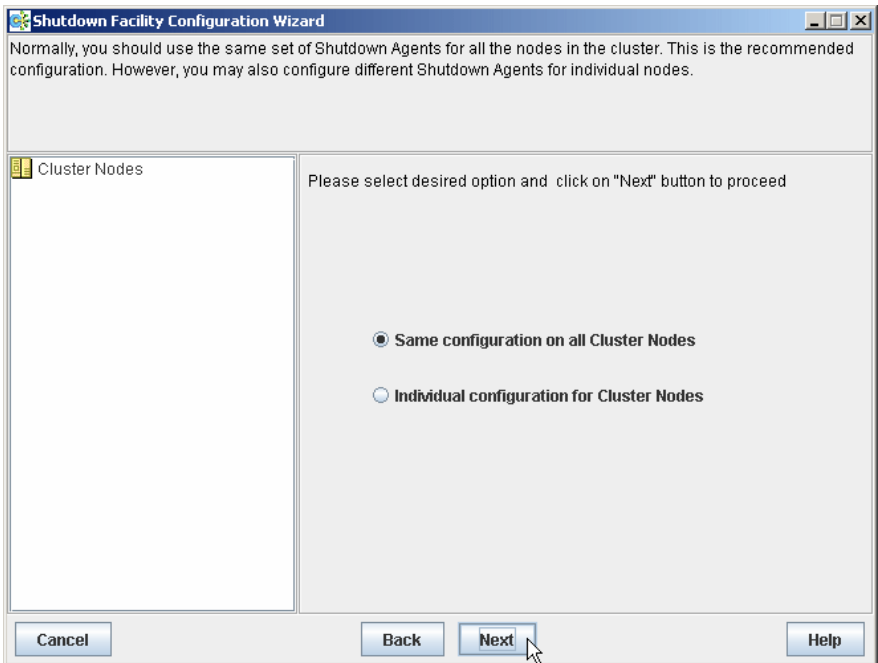 Shutdown Facility Configuration Wizard
Normally, you should use the same set of Shutdown Agents for all the nodes in the cluster. This is the recommended
configuration. However, you may also configure different Shutdown Agents for individual nodes.
Cluster Nodes
Please select desired option and click on "Next" button to proceed
Same configuration on all Cluster Nodes
Individual configuration for Cluster Nodes
Cancel
Back
Next
Help